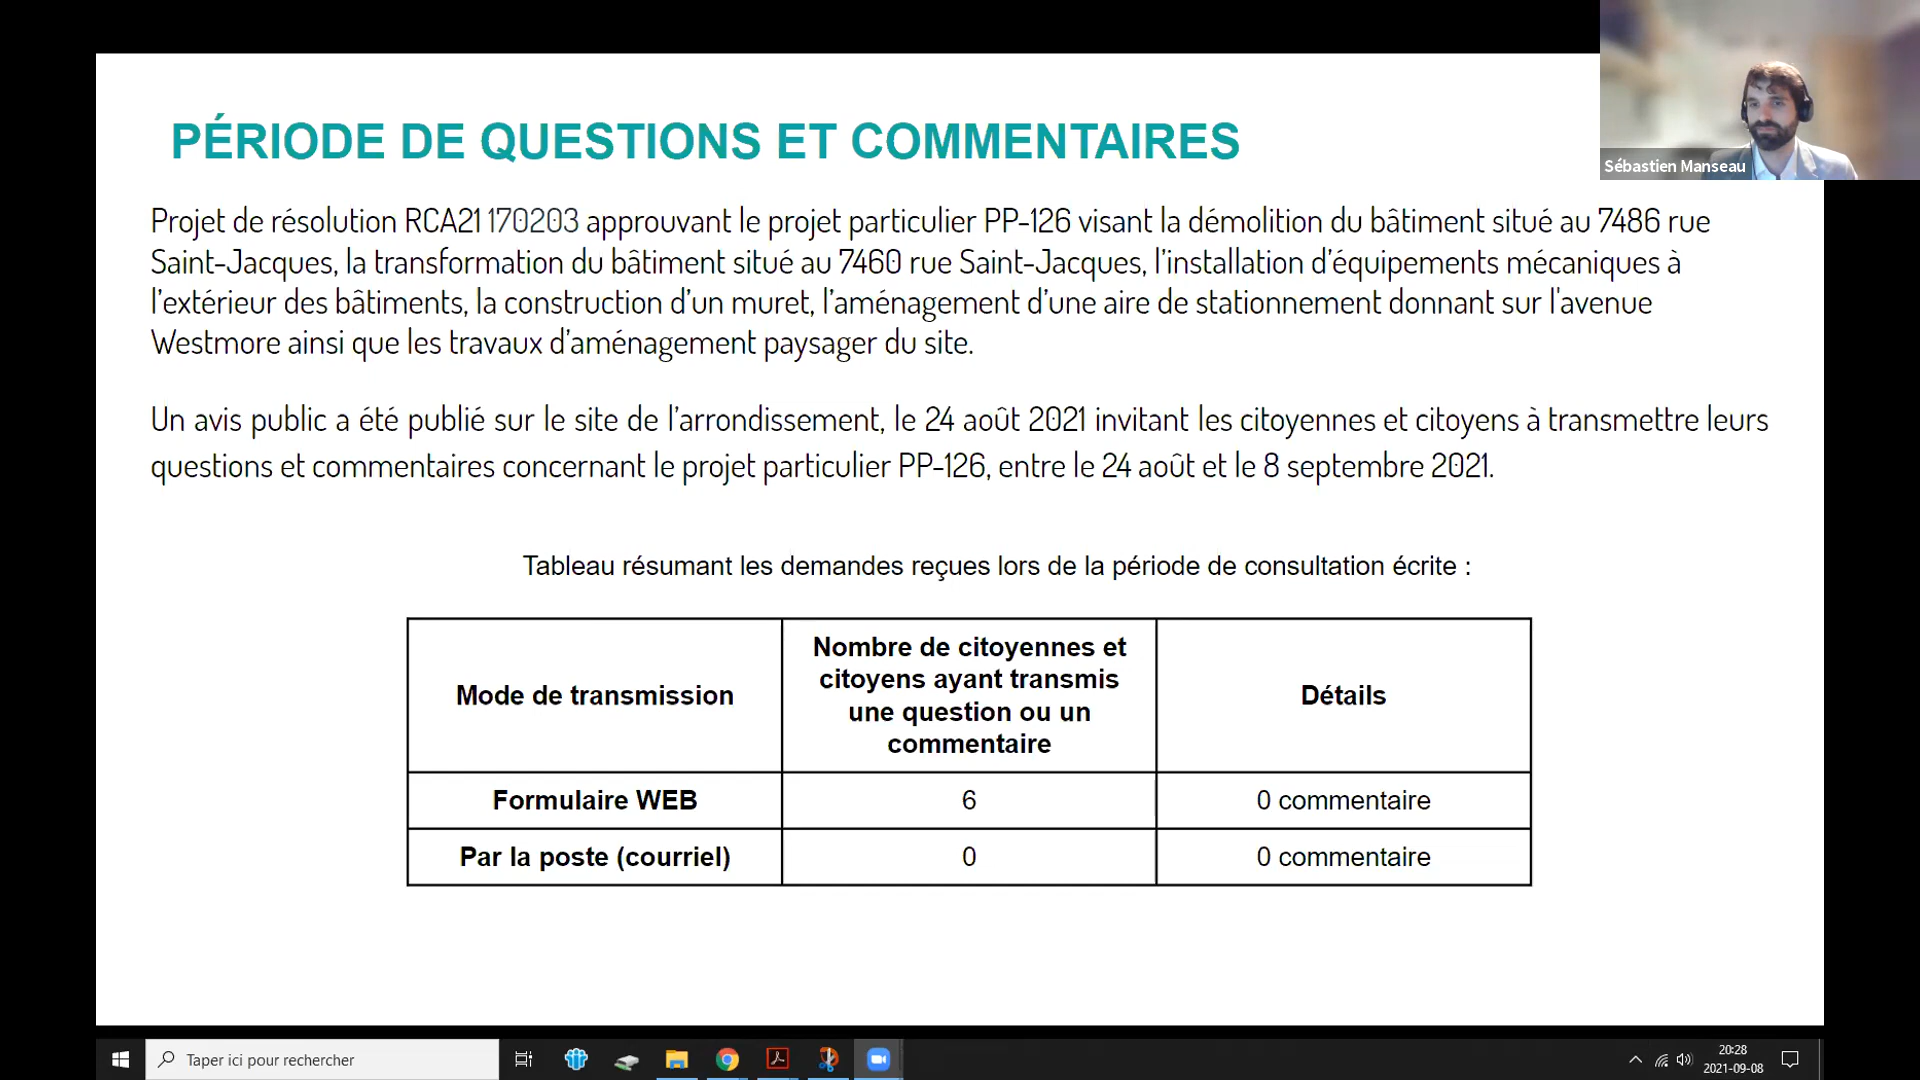 PÉRIODE DE QUESTIONS ET COMMENTAIRES
Sébastien Manseau
Projet de résolution RCA21 170203 approuvant le projet particulier PP-126 visant la démolition du bâtiment situé au 7486 rue
Saint-Jacques, la transformation du bâtiment situé au 7460 rue Saint-Jacques, l’installation d’équipements mécaniques à
l’extérieur des bâtiments, la construction d’un muret, l’aménagement d’une aire de stationnement donnant sur l'avenue
Westmore ainsi que les travaux d’aménagement paysager du site.
Un avis public a été publié sur le site de l’arrondissement, le 24 août 2021 invitant les citoyennes et citoyens à transmettre leurs
questions et commentaires concernant le projet particulier PP-126, entre le 24 août et le 8 septembre 2021.
Tableau résumant les demandes reçues lors de la période de consultation écrite :
Mode de transmission
Nombre de citoyennes et
citoyens ayant transmis
une question ou un
commentaire
Détails
Formulaire WEB
6
0 commentaire
Par la poste (courriel)
0
0 commentaire
Taper ici pour rechercher
20:28
2021-09-08